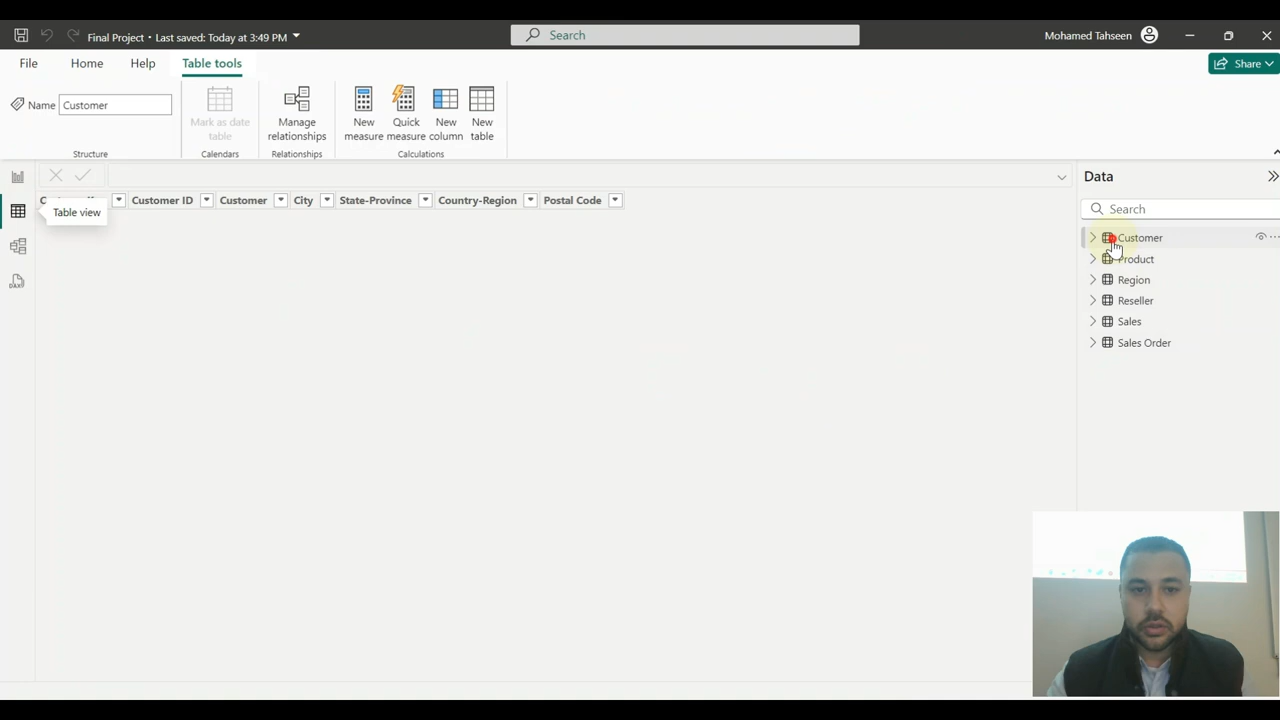 Final Project • Last saved: Today at 3:49 PM
Search
Mohamed Tahseen
File
Home
Help
Table tools
Share
Name
Customer
Mark as date table
Manage relationships
New measure
Quick measure
New column
New table
Structure
Calendars
Relationships
Calculations
Customer ID
Customer
City
State-Province
Country-Region
Postal Code
Table view
Data
Search
Customer
Product
Region
Reseller
Sales
Sales Order
DAX